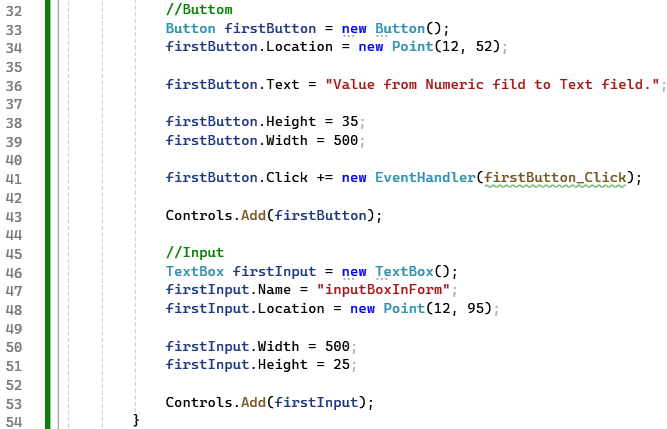 32 //Buttom
33 Button firstButton = new Button();
34 firstButton.Location = new Point(12, 52);
35
36 firstButton.Text = "Value from Numeric fild to Text field.";
37
38 firstButton.Height = 35;
39 firstButton.Width = 500;
40
41 firstButton.Click += new EventHandler(firstButton_Click);
42
43 Controls.Add(firstButton);
44
45 //Input
46 TextBox firstInput = new TextBox();
47 firstInput.Name = "inputBoxInForm";
48 firstInput.Location = new Point(12, 95);
49
50 firstInput.Width = 500;
51 firstInput.Height = 25;
52
53 Controls.Add(firstInput);
54 }